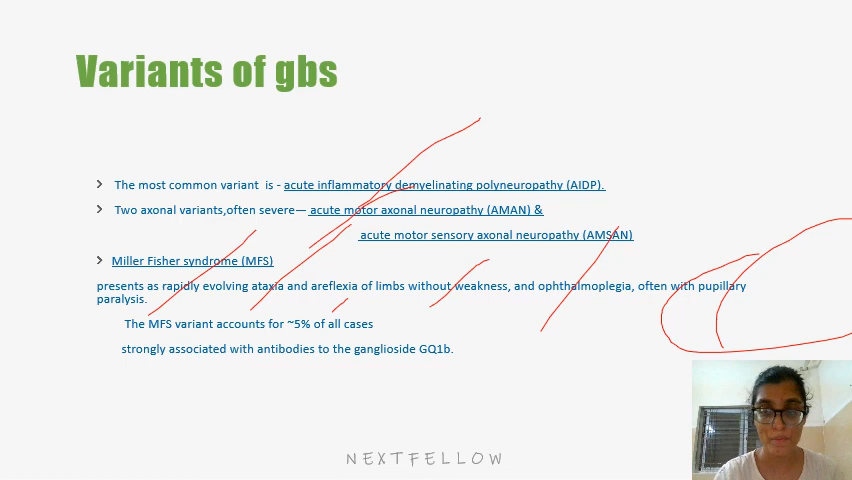 Variants of gbs
The most common variant is - acute inflammatory demyelinating polyneuropathy (AIDP).
Two axonal variants,often severe— acute motor axonal neuropathy (AMAN) &
acute motor sensory axonal neuropathy (AMSAN)
Miller Fisher syndrome (MFS)
presents as rapidly evolving ataxia and areflexia of limbs without weakness, and ophthalmoplegia, often with pupillary
paralysis.
The MFS variant accounts for ~5% of all cases
strongly associated with antibodies to the ganglioside GQ1b.
NEXTFELLOW